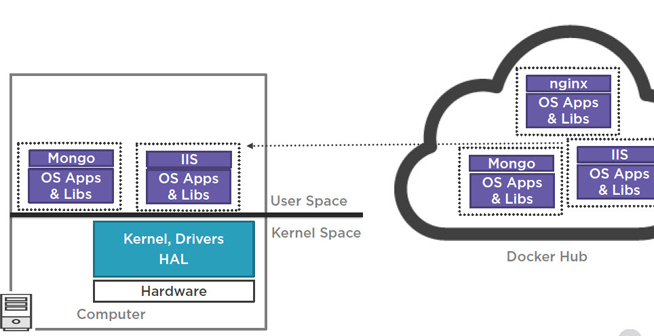 nginx
OS Apps
& Libs
Mongo
OS Apps
& Libs
IIS
OS Apps
& Libs
Mongo
OS Apps
& Libs
IIS
OS Apps
& Libs
User Space
Kernel Space
Kernel, Drivers
HAL
Docker Hub
Hardware
Computer